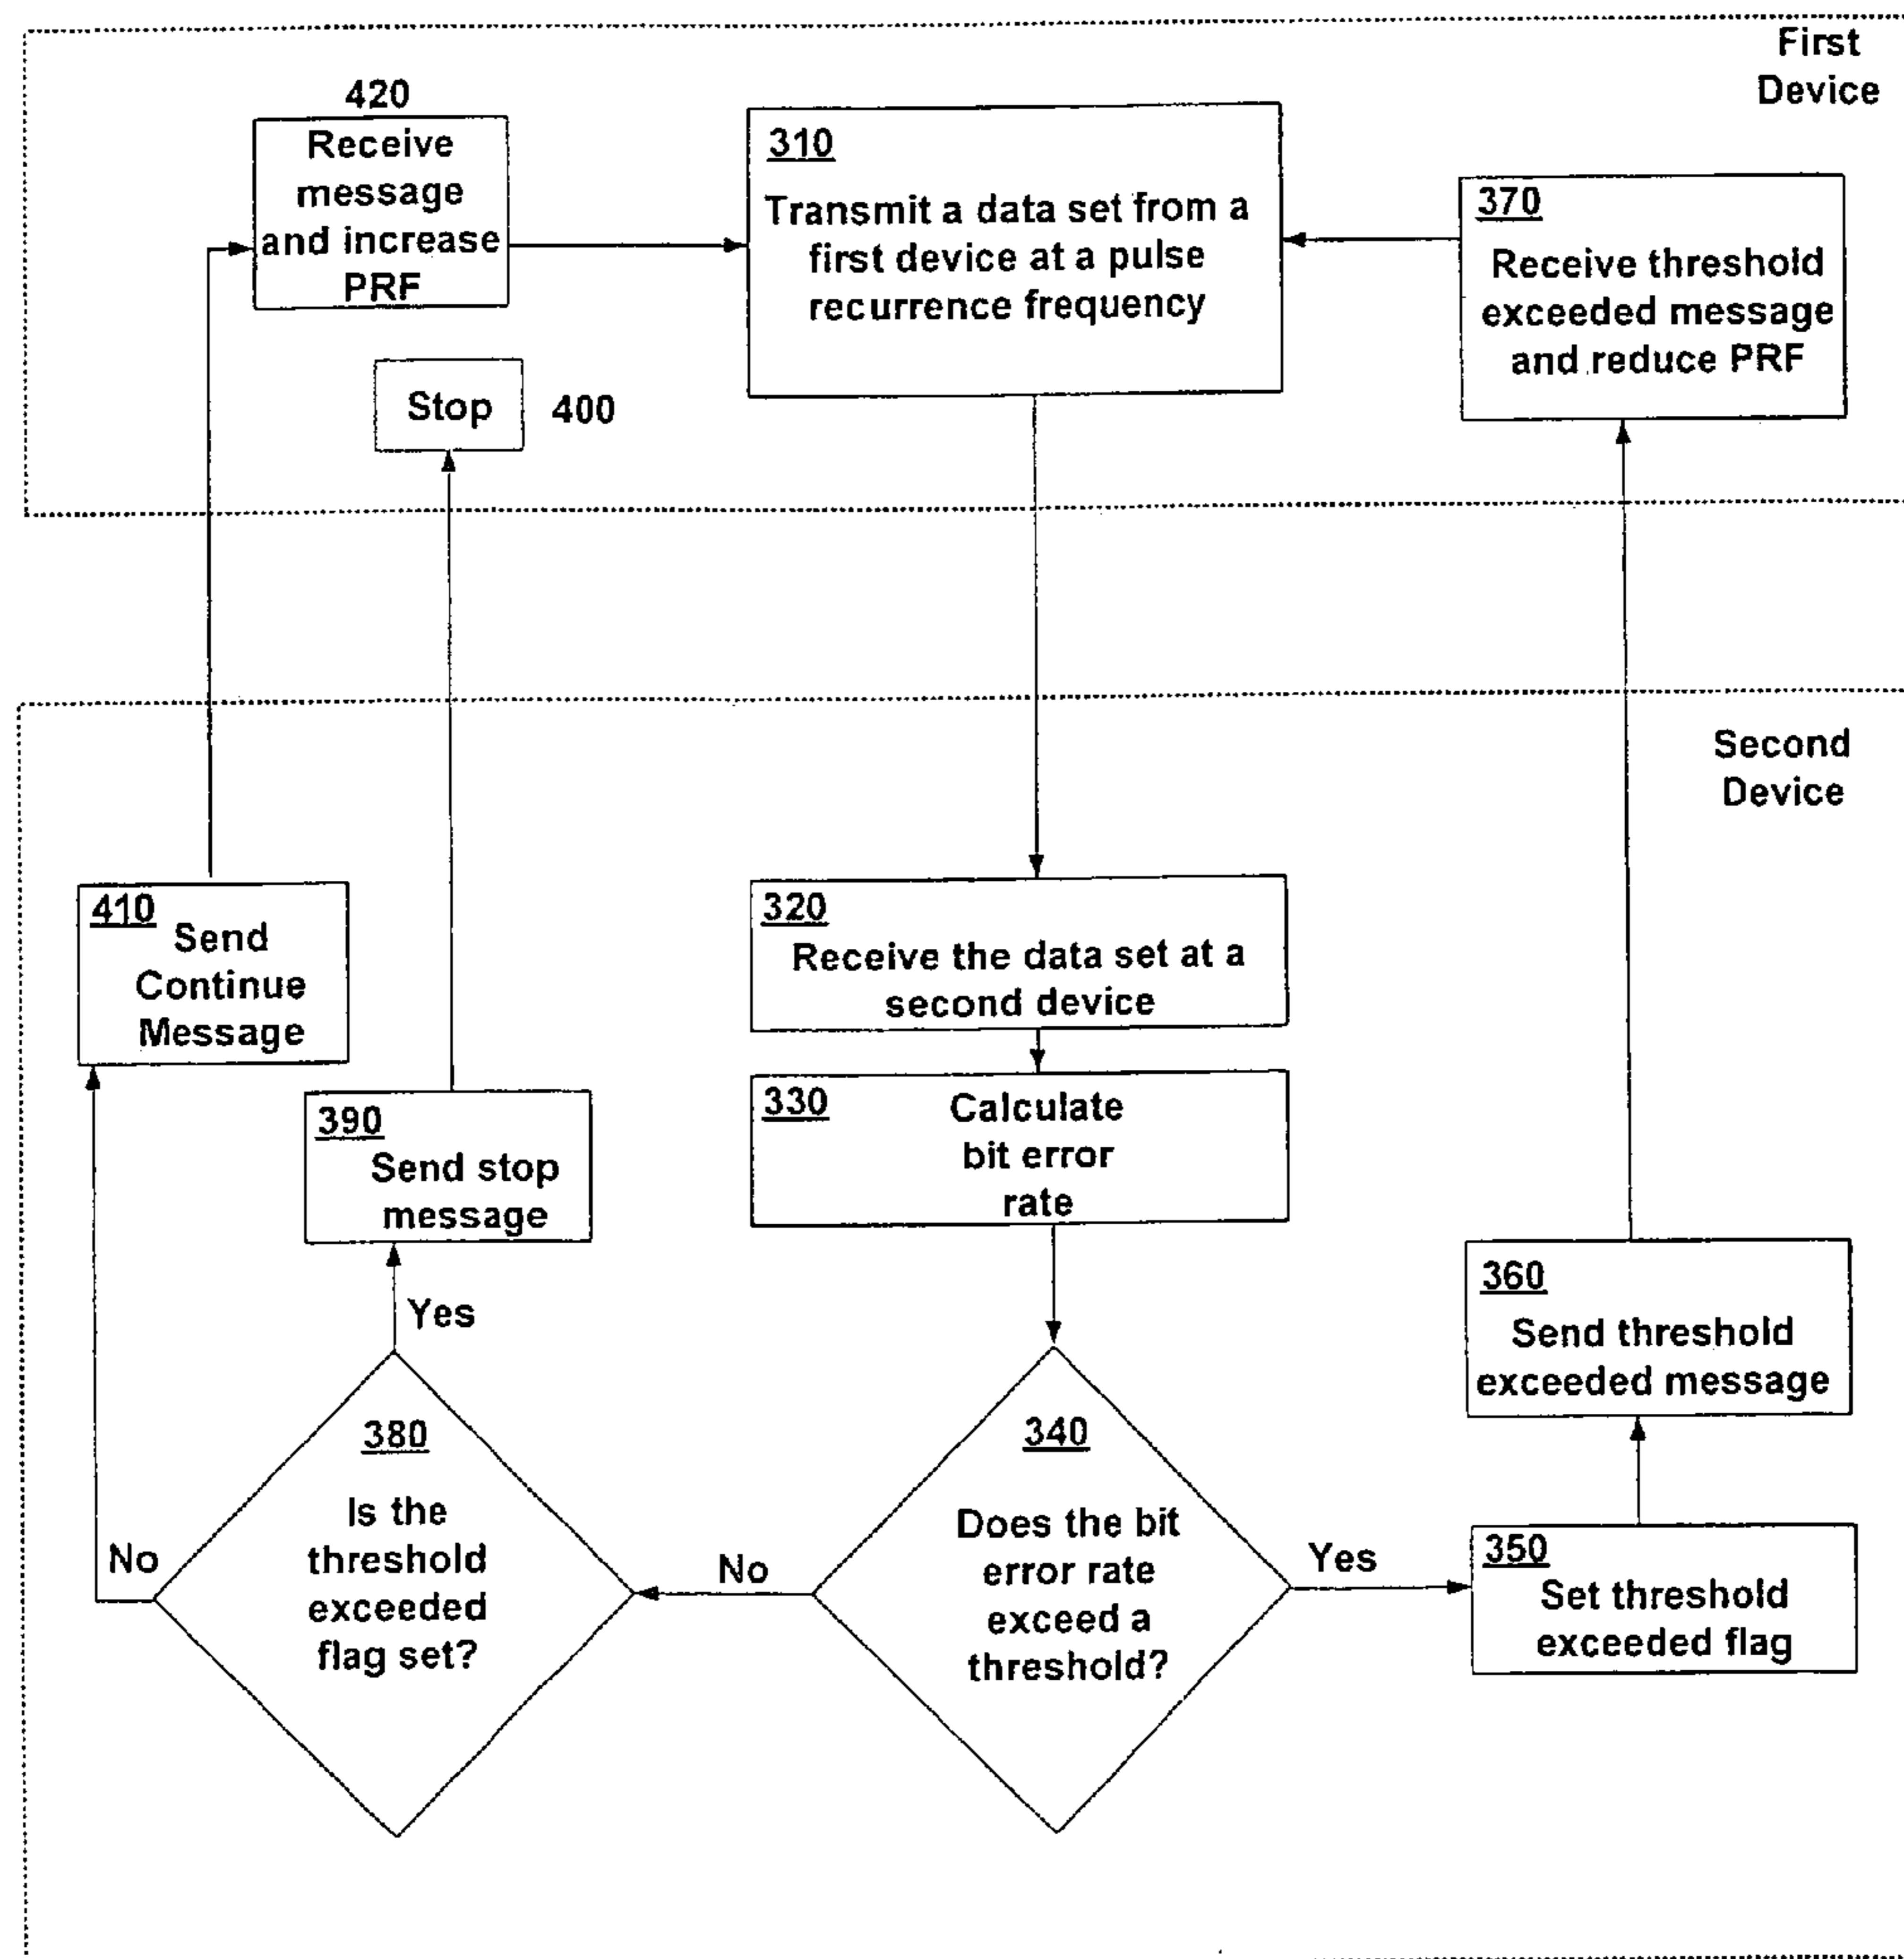 First
Device
420
Receive
message
and increase
PRF
310
Transmit a data set from a
first device at a pulse
recurrence frequency
370
Receive threshold
exceeded message
and reduce PRF
Stop
400
Second
Device
410
Send
Continue
Message
320
Receive the data set at a
second device
390
Send stop
message
330
Calculate
bit error
rate
360
Send threshold
exceeded message
Yes
380
Is the
threshold
exceeded
flag set?
No
340
Does the bit
error rate
exceed a
threshold?
No
Yes
350
Set threshold
exceeded flag